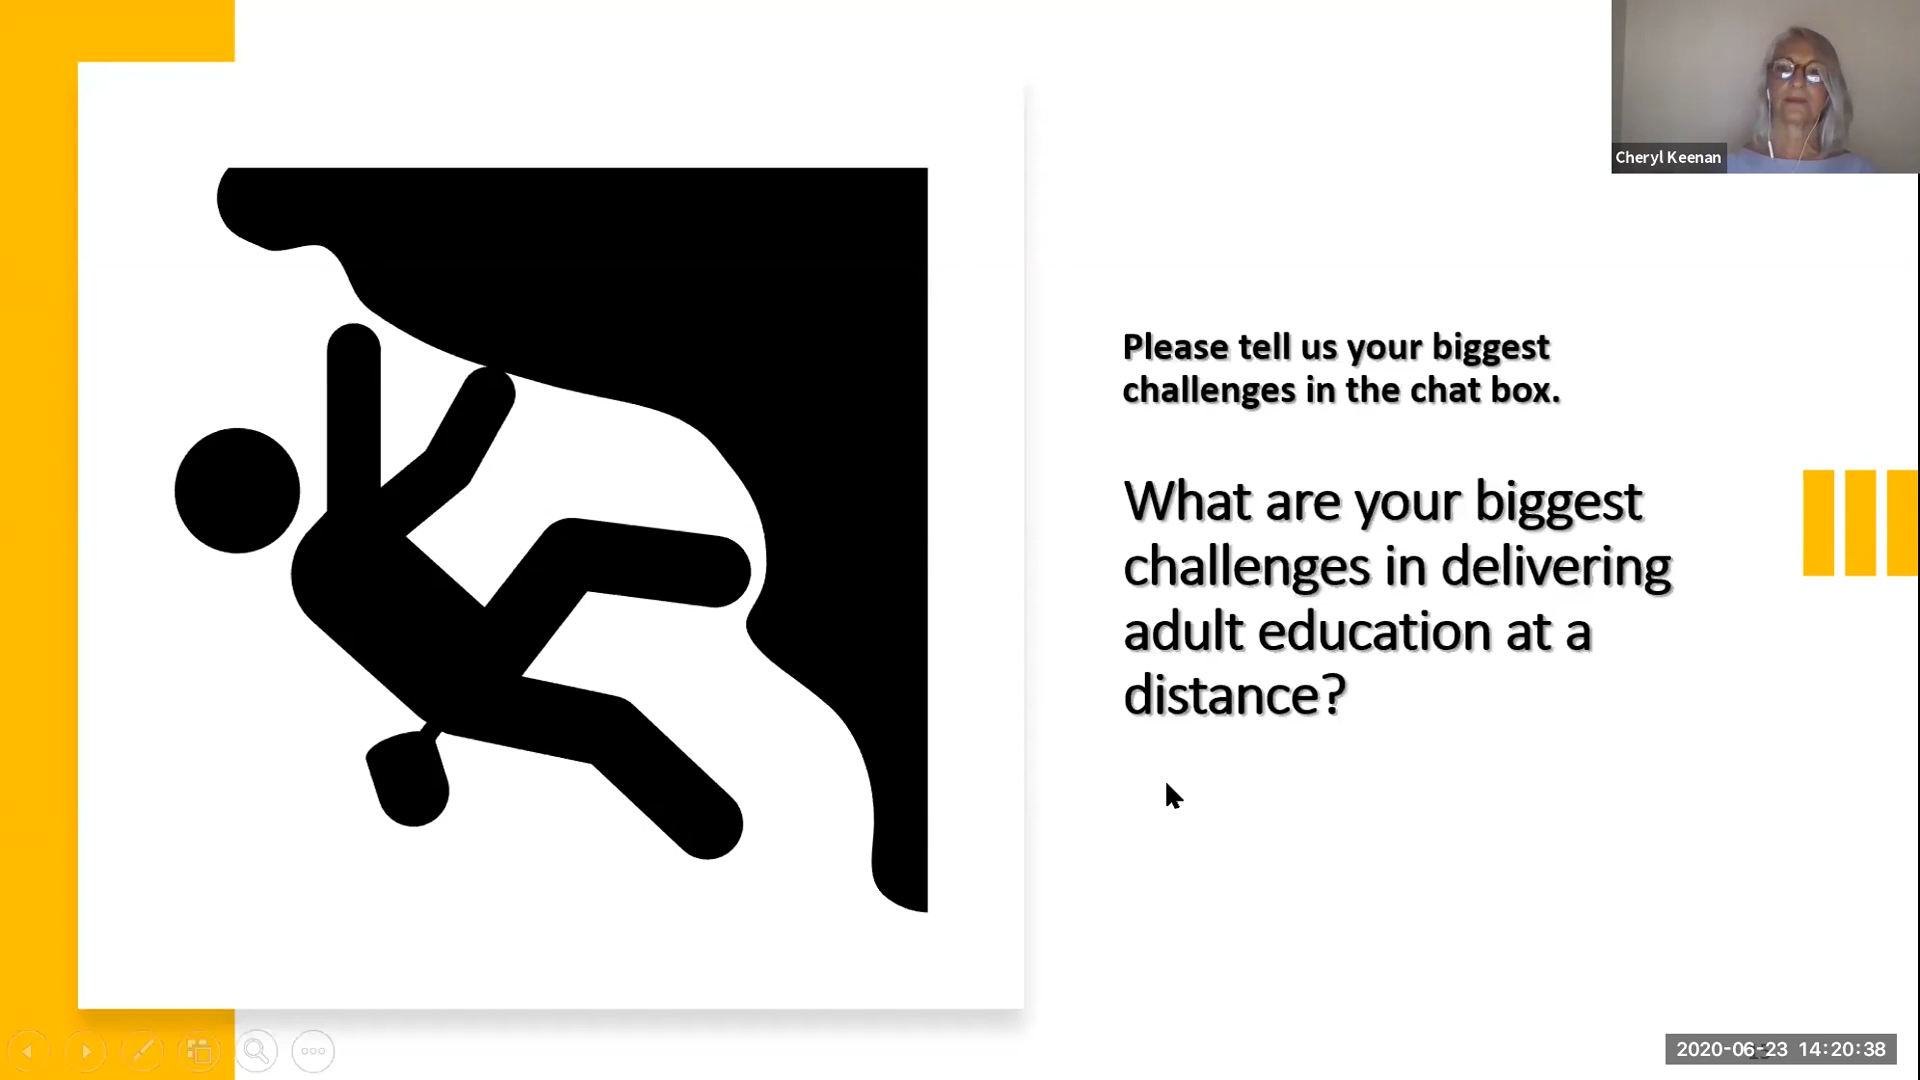 Cheryl Keenan
Please tell us your biggest
challenges in the chat box.
What are your biggest
challenges in delivering
adult education at a
distance?
2020-06-23 14:20:38